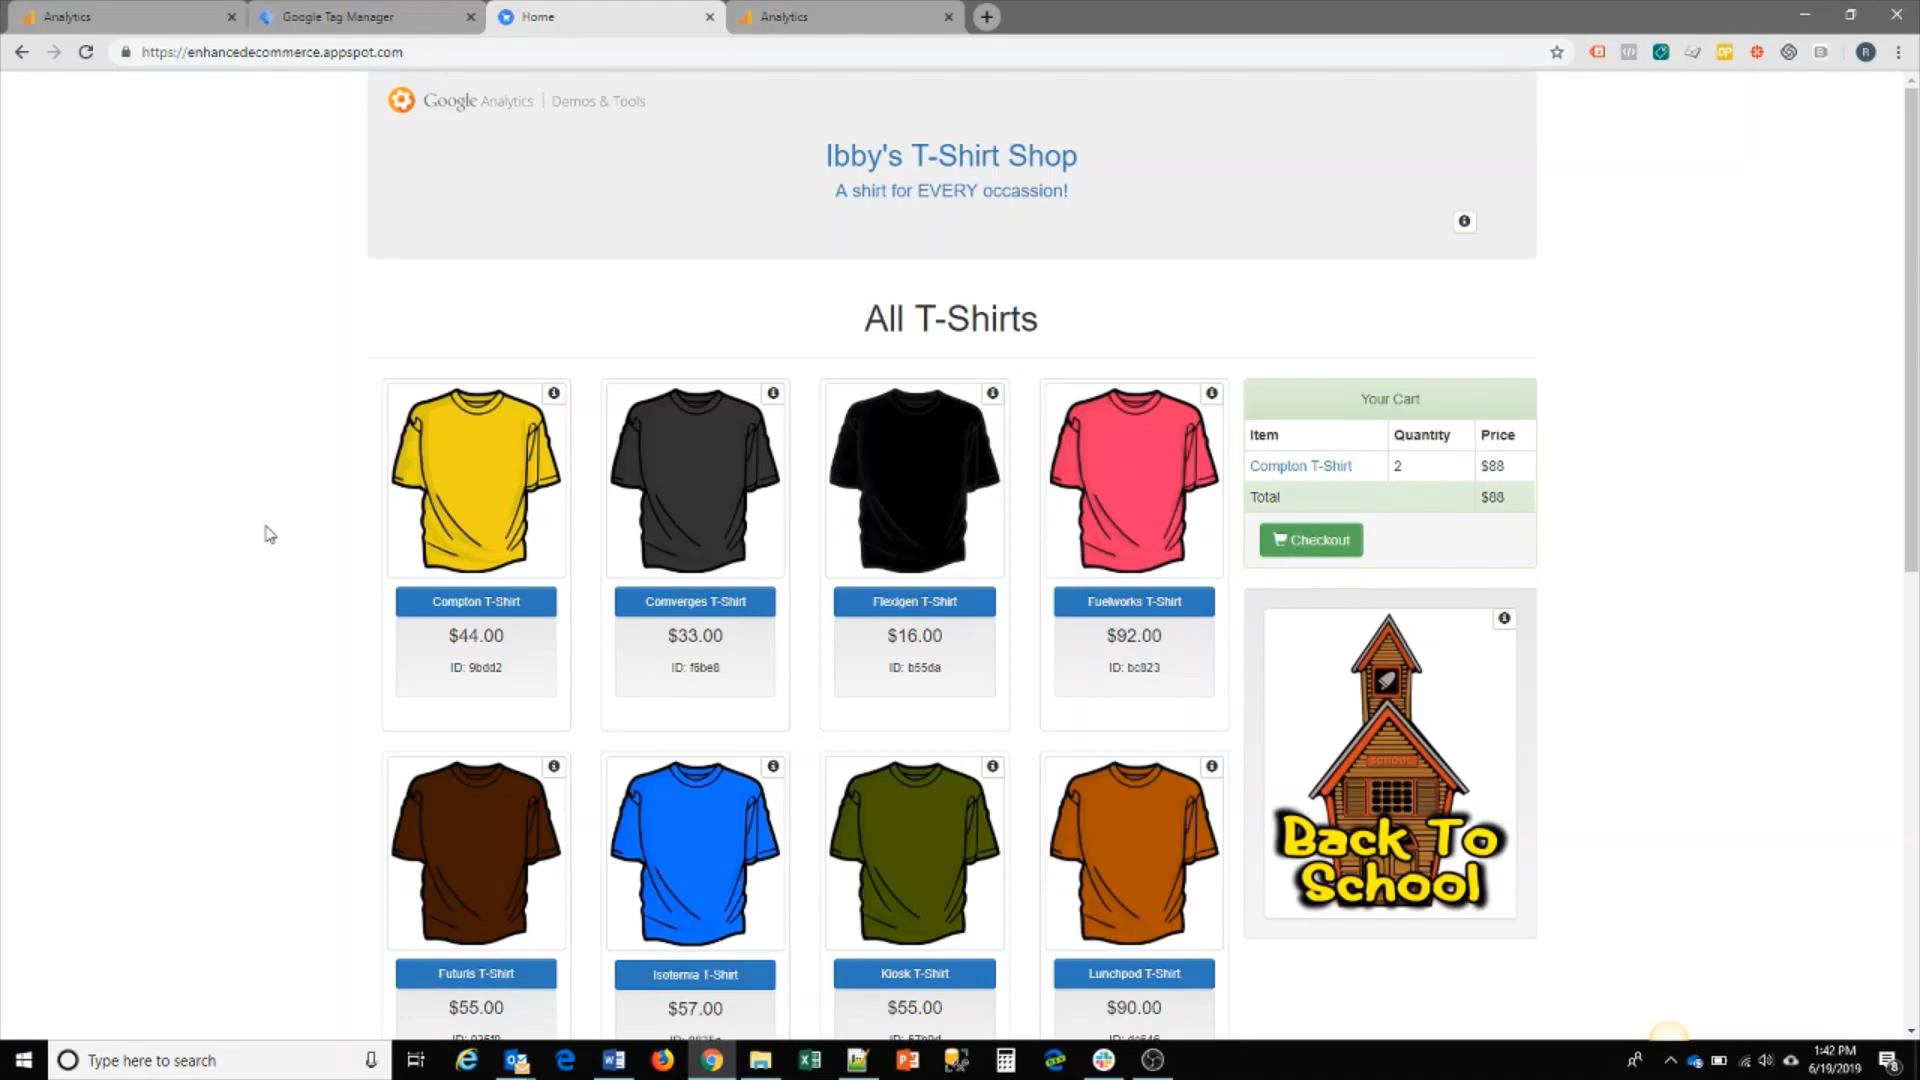 Analytics
Google Tag Manager
Home
Analytics
https://enhancedecommerce.appspot.com
Google Analytics | Demos & Tools
Ibby's T-Shirt Shop
A shirt for EVERY occassion!
All T-Shirts
Compton T-Shirt
$44.00
ID: 9bdd2
Comverges T-Shirt
$33.00
ID: f6be8
Flexigen T-Shirt
$16.00
ID: b55da
Fuelworks T-Shirt
$92.00
ID: bc823
Your Cart
Item Quantity Price
Compton T-Shirt 2 $88
Total $88
Checkout
SCHOOL
Back To
School
Futuris T-Shirt
$55.00
Isoternia T-Shirt
$57.00
Kiosk T-Shirt
$55.00
Lunchpod T-Shirt
$90.00
Type here to search
1:42 PM
6/19/2019